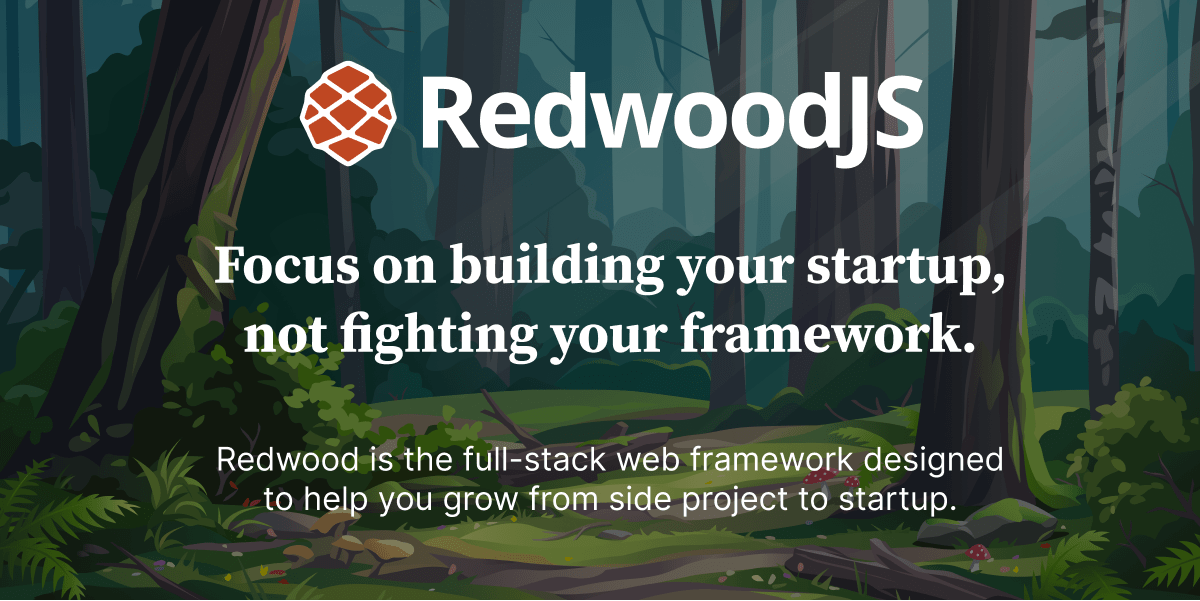 RedwoodJS
Focus on building your startup,
not fighting your framework.
Redwood is the full-stack web framework designed
to help you grow from side project to startup.